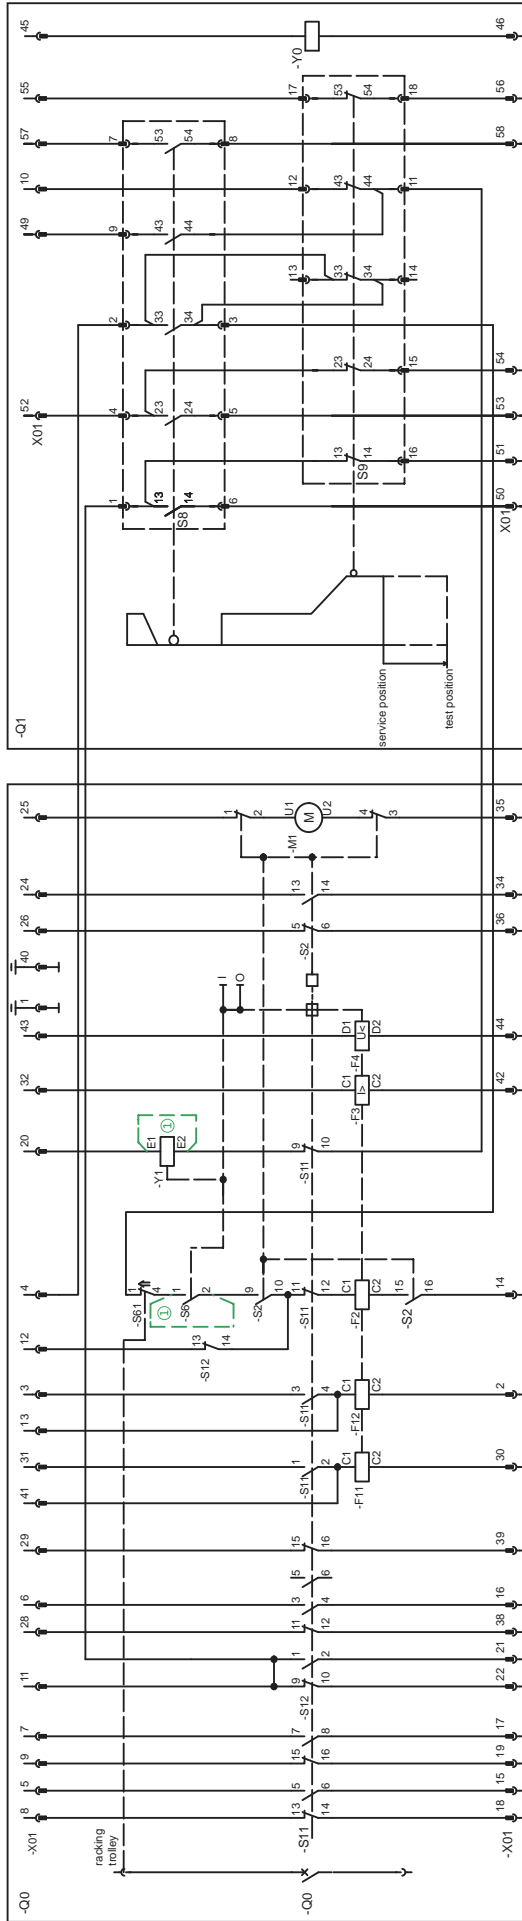 -Q0
-Q1
8 5 9 7 11 28 6 29 41 31 13 3 12 4 20 32 43 1 40 26 24 25
52 49 10 57 55 45
-X01
X01
racking
trolley
1 4 2 9 7
1 4
-S61
E1 E2
①
-Y1
13 14 23 24 33 34 43 44 53 54
S8
①
1 2
-S6
13 14
-S12
I
O
6 5 3 8
9 10
-S2
1 2
13 14 5 6 15 16 7 8
-S11
9 10 1 2 11 12 3 4 5 6 15 16
-S12
1 2
-S11
3 4
-S11
11 12
-S11
9 10
-S11
5 6
-S2
13 14
-Q0
U1 U2
M
-M1
13 12 17
-Y0
13 14 23 24 33 34 43 44 53 54
S9
C1 C2
-F11
C1 C2
-F12
C1 C2
-F2
C1 C2
I>
-F3
D1 D2
U<
-F4
4 3
15 16
-S2
service position
test position
16 15 14 11 18
18 15 19 17 22 21 38 16 39 30 2 14 42 44 36 34 35
50 51 53 54 58 56 46
-X01
X01